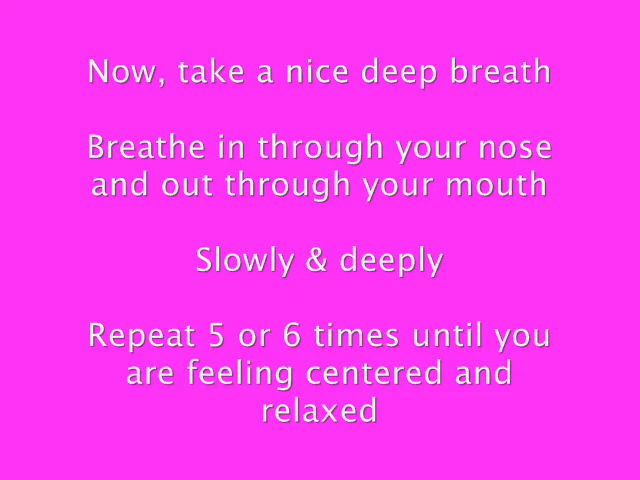 Now, take a nice deep breath
Breathe in through your nose
and out through your mouth
Slowly & deeply
Repeat 5 or 6 times until you
are feeling centered and
relaxed